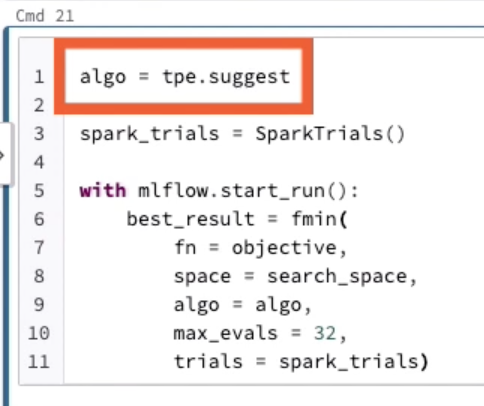 Cmd 21
1 algo = tpe.suggest
2
3 spark_trials = SparkTrials()
4
5 with mlflow.start_run():
6     best_result = fmin(
7         fn = objective,
8         space = search_space,
9         algo = algo,
10         max_evals = 32,
11         trials = spark_trials)